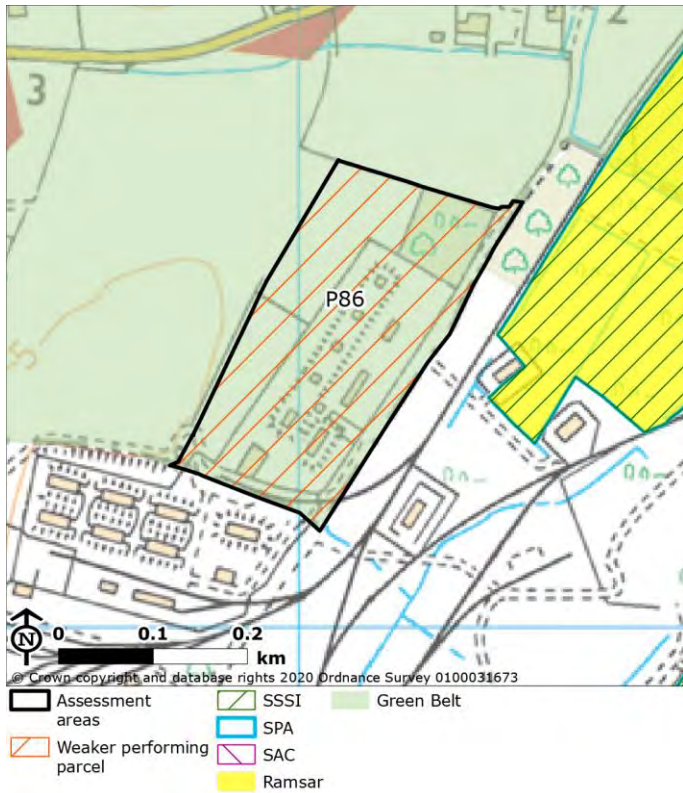 2
3
P86
5
N
0 0.1 0.2
km
© Crown copyright and database rights 2020 Ordnance Survey 0100031673
Assessment
areas
Weaker performing
parcel
SSSI
SPA
SAC
Ramsar
Green Belt